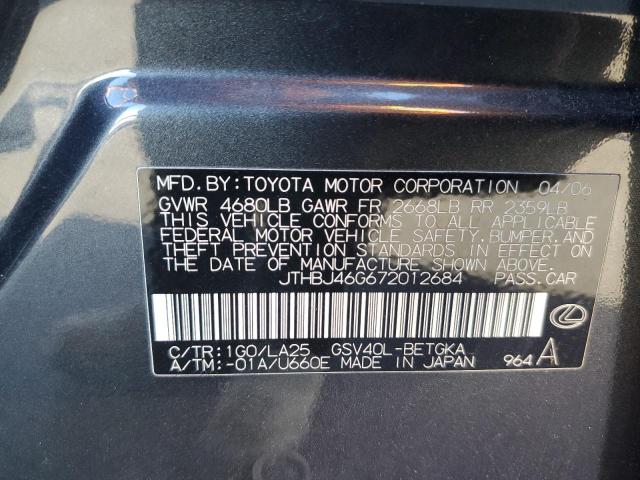 MFD.BY:TOYOTA MOTOR CORPORATION 04/06
GVWR 4680LB GAWR FR 2668LB RR 2359LB
THIS VEHICLE CONFORMS TO ALL APPLICABLE
FEDERAL MOTOR VEHICLE SAFETY,BUMPER,AND
THEFT PREVENTION STANDARDS IN EFFECT ON
THE DATE OF MANUFACTURE SHOWN ABOVE.
JTHBJ46G672012684 PASS.CAR
C/TR:1G0/LA25 GSV40L-BETGKA
A/TM:-01A/U660E MADE IN JAPAN 964 A